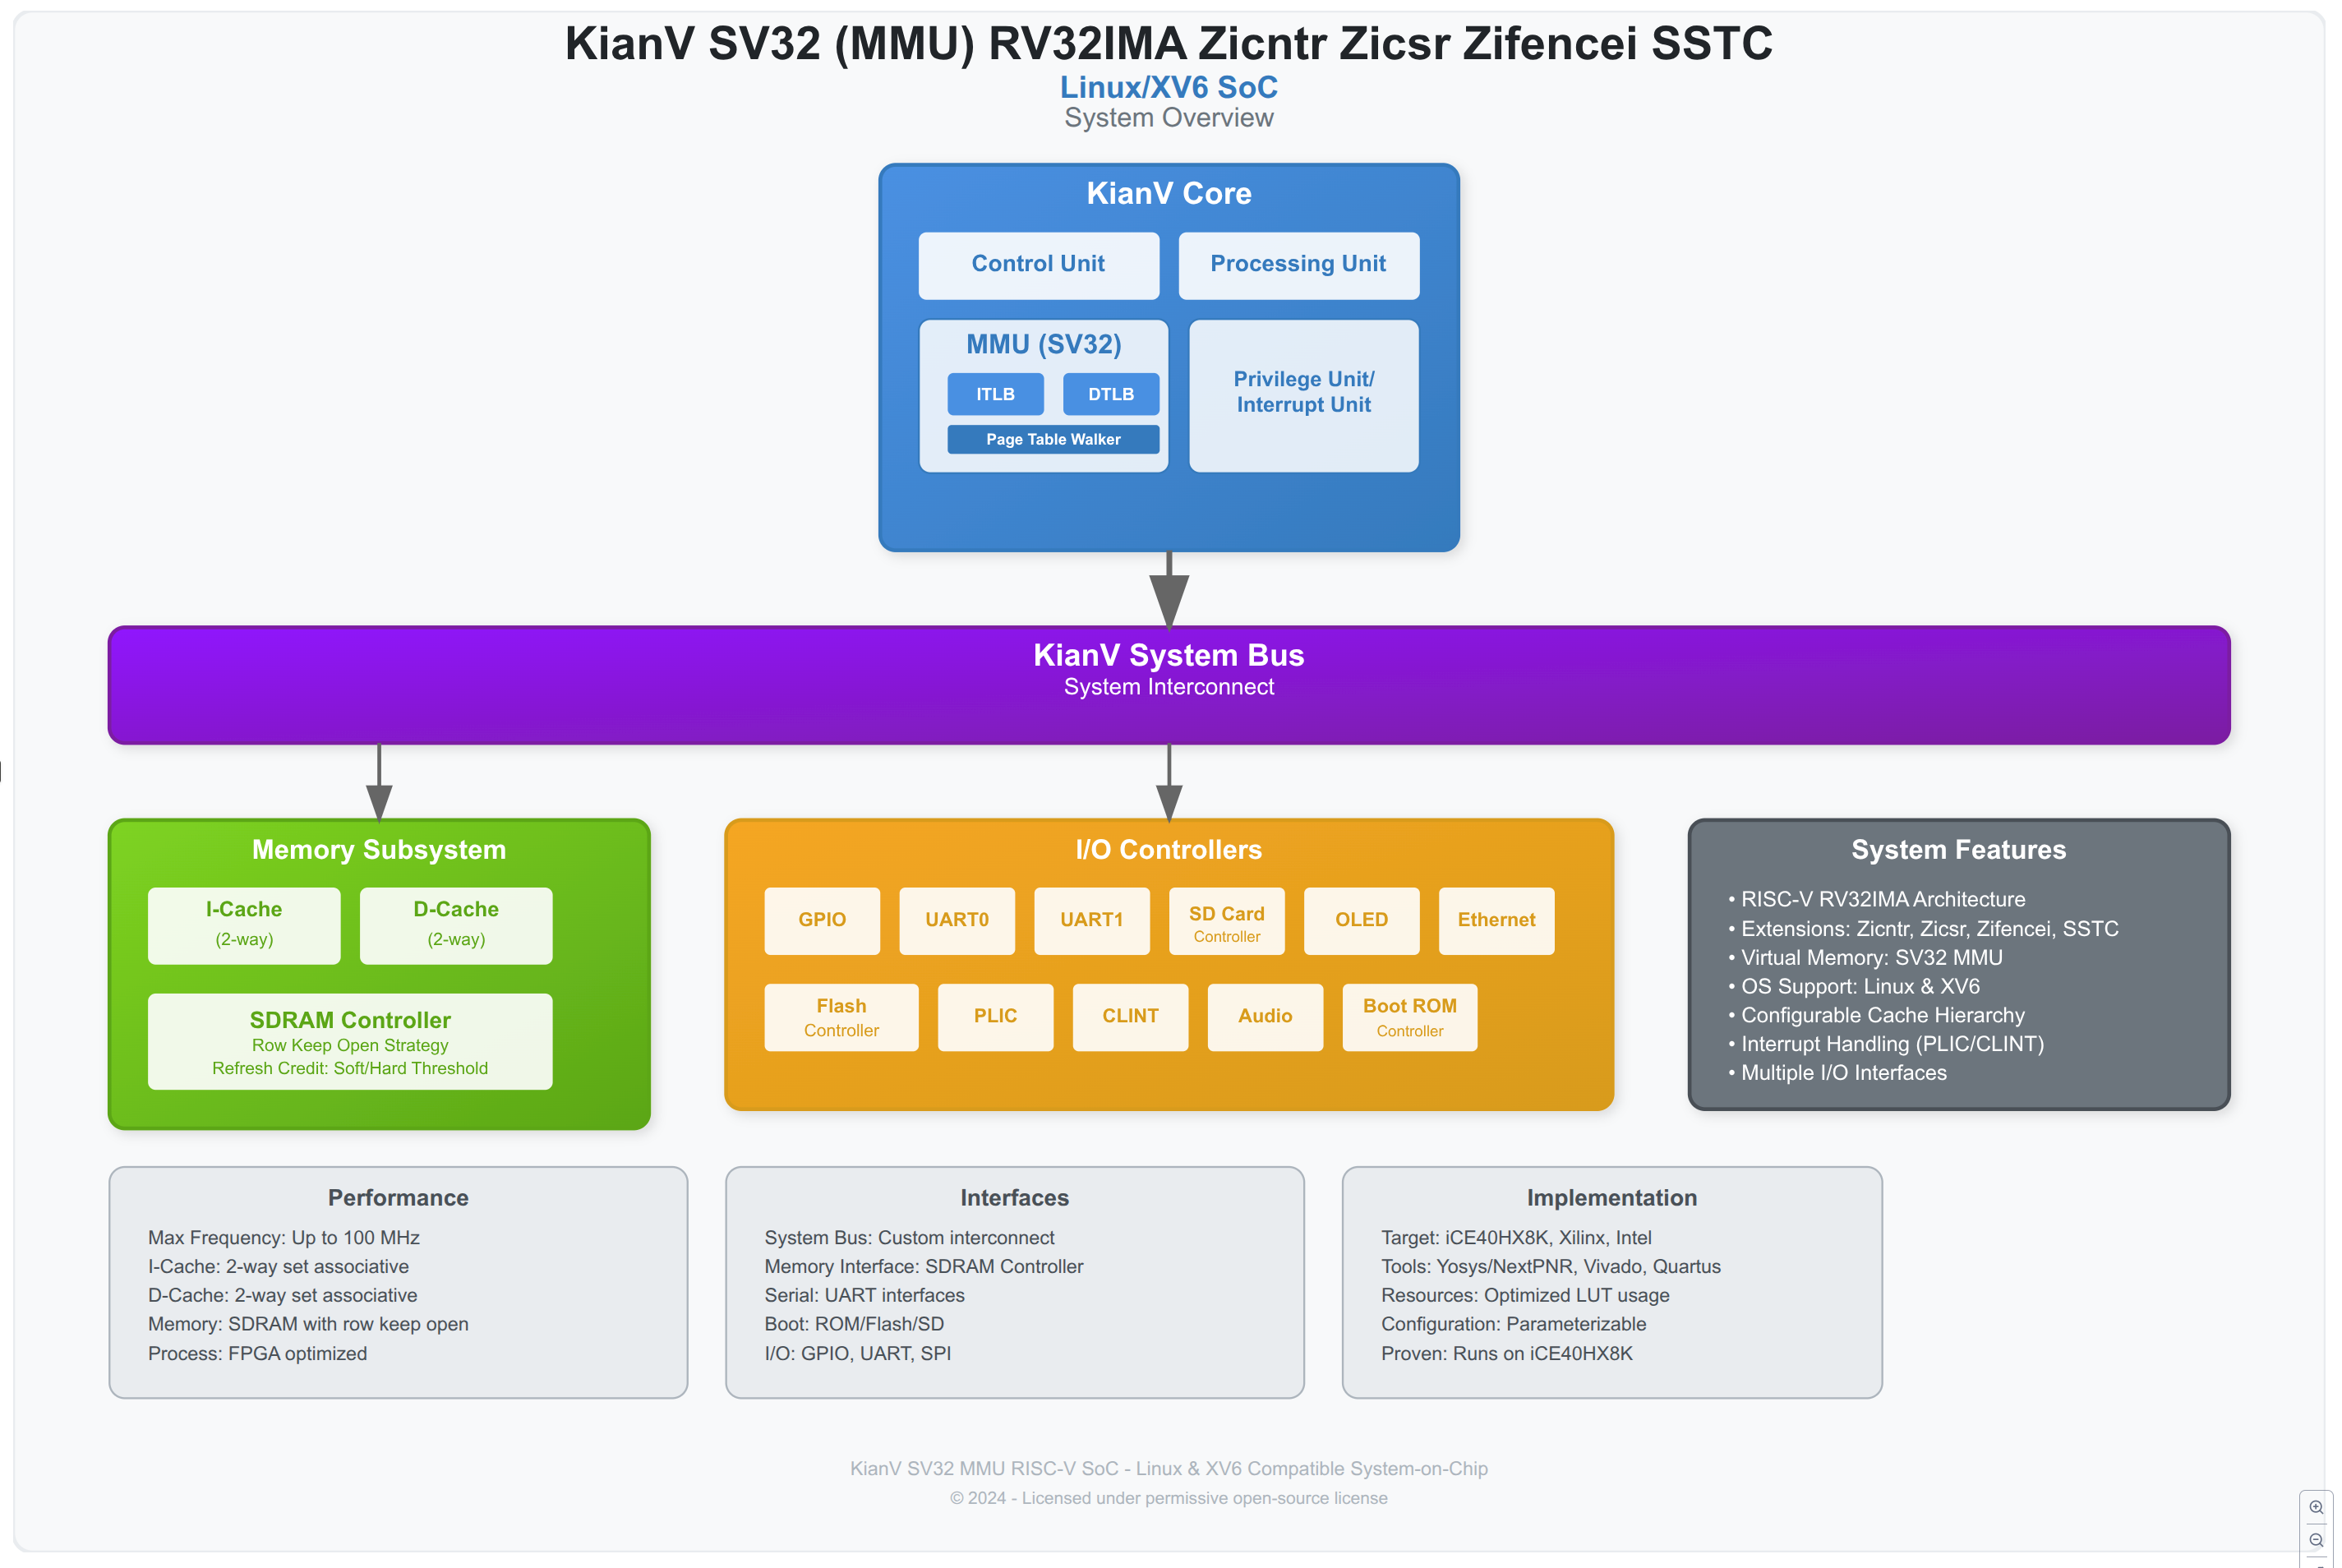 KianV SV32 (MMU) RV32IMA Zicntr Zicsr Zifencei SSTC
Linux/XV6 SoC
System Overview
KianV Core
Control Unit
Processing Unit
MMU (SV32)
ITLB
DTLB
Page Table Walker
Privilege Unit/
Interrupt Unit
KianV System Bus
System Interconnect
Memory Subsystem
I-Cache
(2-way)
D-Cache
(2-way)
SDRAM Controller
Row Keep Open Strategy
Refresh Credit: Soft/Hard Threshold
I/O Controllers
GPIO
UART0
UART1
SD Card
Controller
OLED
Ethernet
Flash
Controller
PLIC
CLINT
Audio
Boot ROM
Controller
System Features
• RISC-V RV32IMA Architecture
• Extensions: Zicntr, Zicsr, Zifencei, SSTC
• Virtual Memory: SV32 MMU
• OS Support: Linux & XV6
• Configurable Cache Hierarchy
• Interrupt Handling (PLIC/CLINT)
• Multiple I/O Interfaces
Performance
Max Frequency: Up to 100 MHz
I-Cache: 2-way set associative
D-Cache: 2-way set associative
Memory: SDRAM with row keep open
Process: FPGA optimized
Interfaces
System Bus: Custom interconnect
Memory Interface: SDRAM Controller
Serial: UART interfaces
Boot: ROM/Flash/SD
I/O: GPIO, UART, SPI
Implementation
Target: iCE40HX8K, Xilinx, Intel
Tools: Yosys/NextPNR, Vivado, Quartus
Resources: Optimized LUT usage
Configuration: Parameterizable
Proven: Runs on iCE40HX8K
KianV SV32 MMU RISC-V SoC - Linux & XV6 Compatible System-on-Chip
© 2024 - Licensed under permissive open-source license